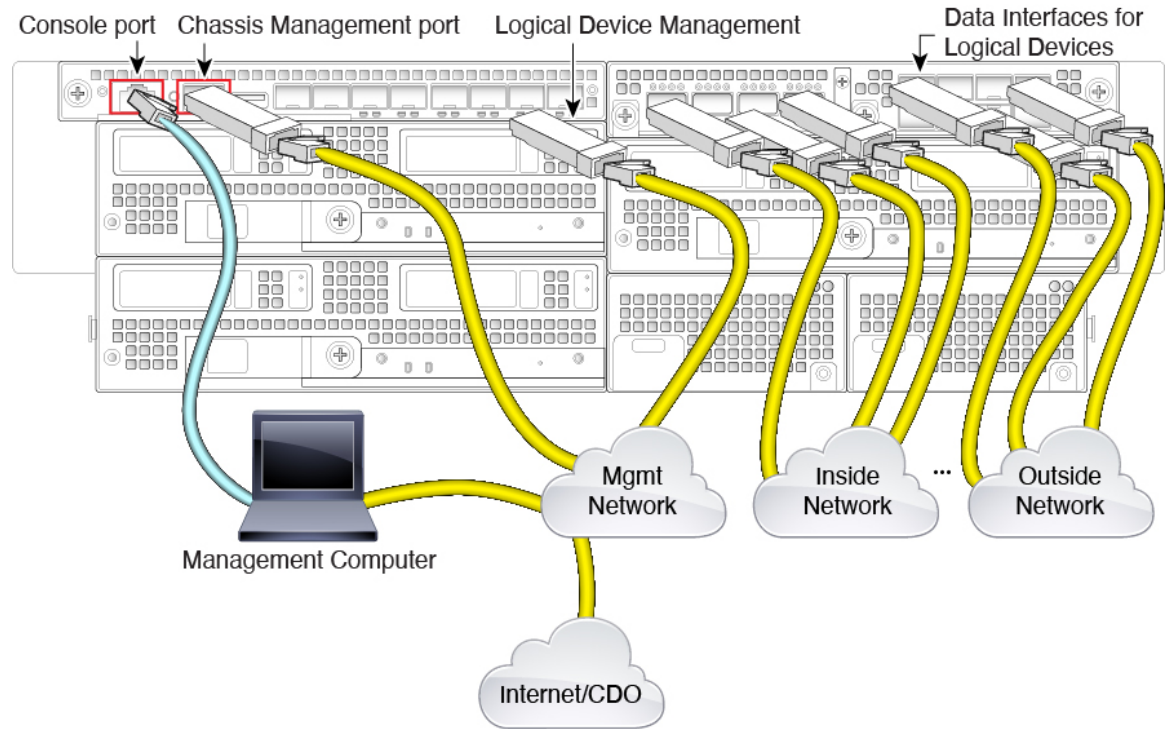 Console port
Chassis Management port
Logical Device Management
Data Interfaces for
Logical Devices
Mgmt
Network
Inside
Network
...
Outside
Network
Management Computer
Internet/CDO